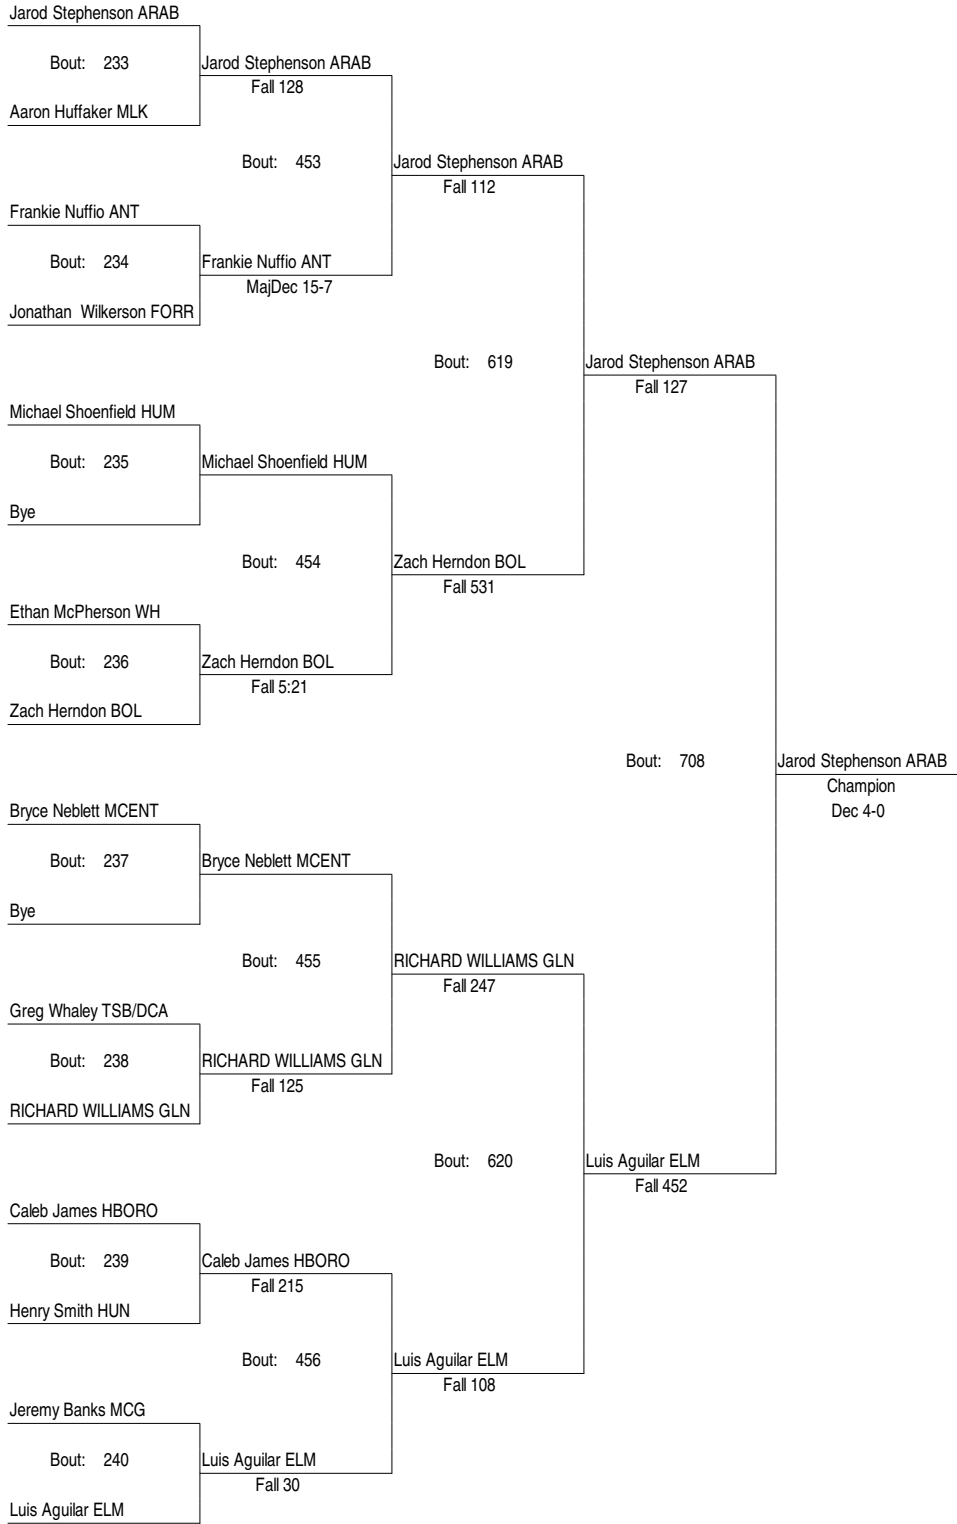 Jarod Stephenson ARAB
Bout: 233
Jarod Stephenson ARAB
Fall 128
Aaron Huffaker MLK
Bout: 453
Jarod Stephenson ARAB
Fall 112
Frankie Nuffio ANT
Bout: 234
Frankie Nuffio ANT
MajDec 15-7
Jonathan  Wilkerson FORR
Bout: 619
Jarod Stephenson ARAB
Fall 127
Michael Shoenfield HUM
Bout: 235
Michael Shoenfield HUM
Bye
Bout: 454
Zach Herndon BOL
Fall 531
Ethan McPherson WH
Bout: 236
Zach Herndon BOL
Fall 5:21
Zach Herndon BOL
Bout: 708
Jarod Stephenson ARAB
Champion
Dec 4-0
Bryce Neblett MCENT
Bout: 237
Bryce Neblett MCENT
Bye
Bout: 455
RICHARD WILLIAMS GLN
Fall 247
Greg Whaley TSB/DCA
Bout: 238
RICHARD WILLIAMS GLN
Fall 125
RICHARD WILLIAMS GLN
Bout: 620
Luis Aguilar ELM
Fall 452
Caleb James HBORO
Bout: 239
Caleb James HBORO
Fall 215
Henry Smith HUN
Bout: 456
Luis Aguilar ELM
Fall 108
Jeremy Banks MCG
Bout: 240
Luis Aguilar ELM
Fall 30
Luis Aguilar ELM